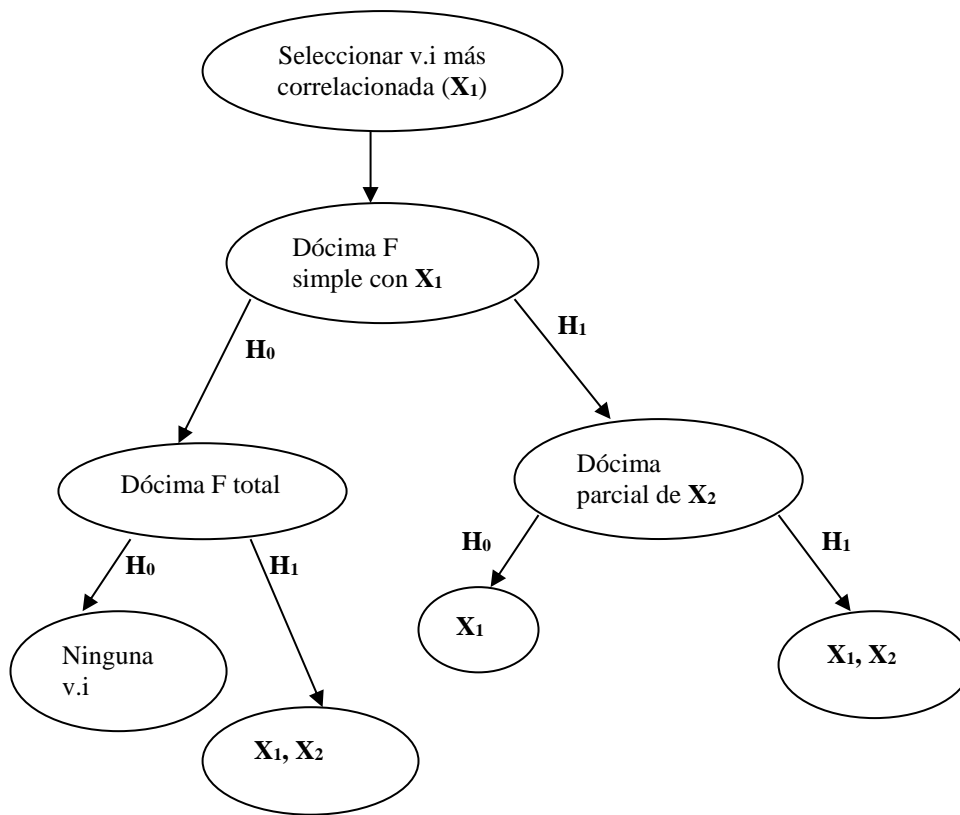 Seleccionar v.i más
correlacionada (X₁)
Dócima F
simple con X₁
H₀
H₁
Dócima F total
Dócima
parcial de X₂
H₀
H₁
H₀
H₁
Ninguna
v.i
X₁, X₂
X₁
X₁, X₂